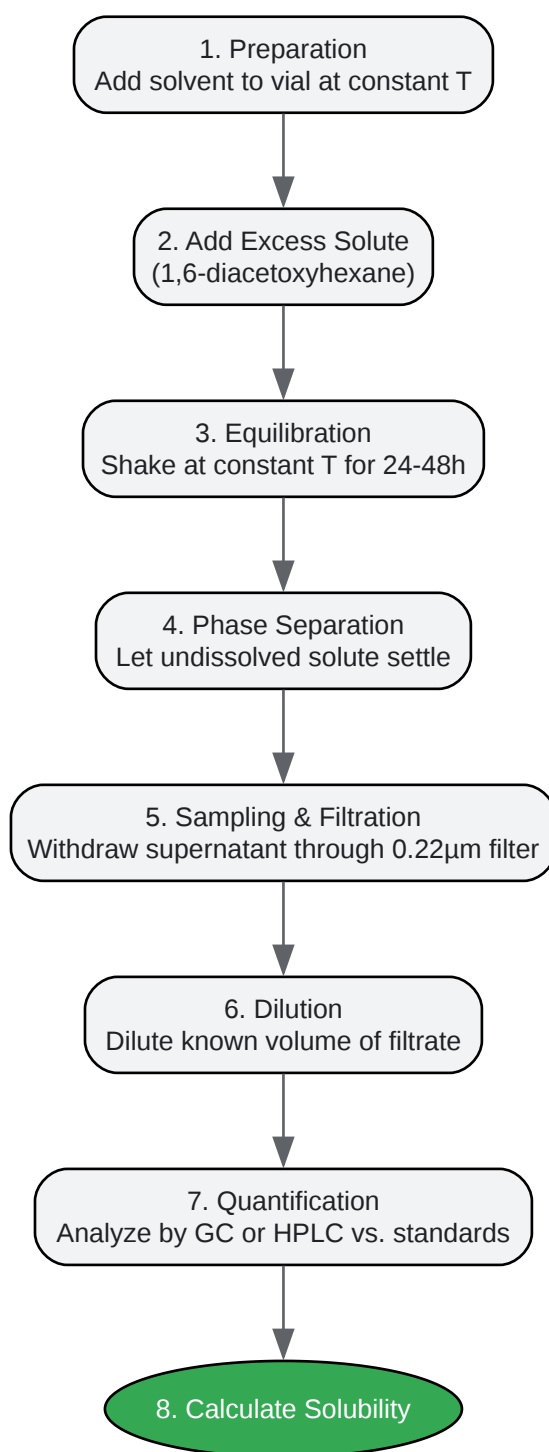 1. Preparation
Add solvent to vial at constant T
2. Add Excess Solute
(1,6-diacetoxyhexane)
3. Equilibration
Shake at constant T for 24-48h
4. Phase Separation
Let undissolved solute settle
5. Sampling & Filtration
Withdraw supernatant through 0.22µm filter
6. Dilution
Dilute known volume of filtrate
7. Quantification
Analyze by GC or HPLC vs. standards
8. Calculate Solubility